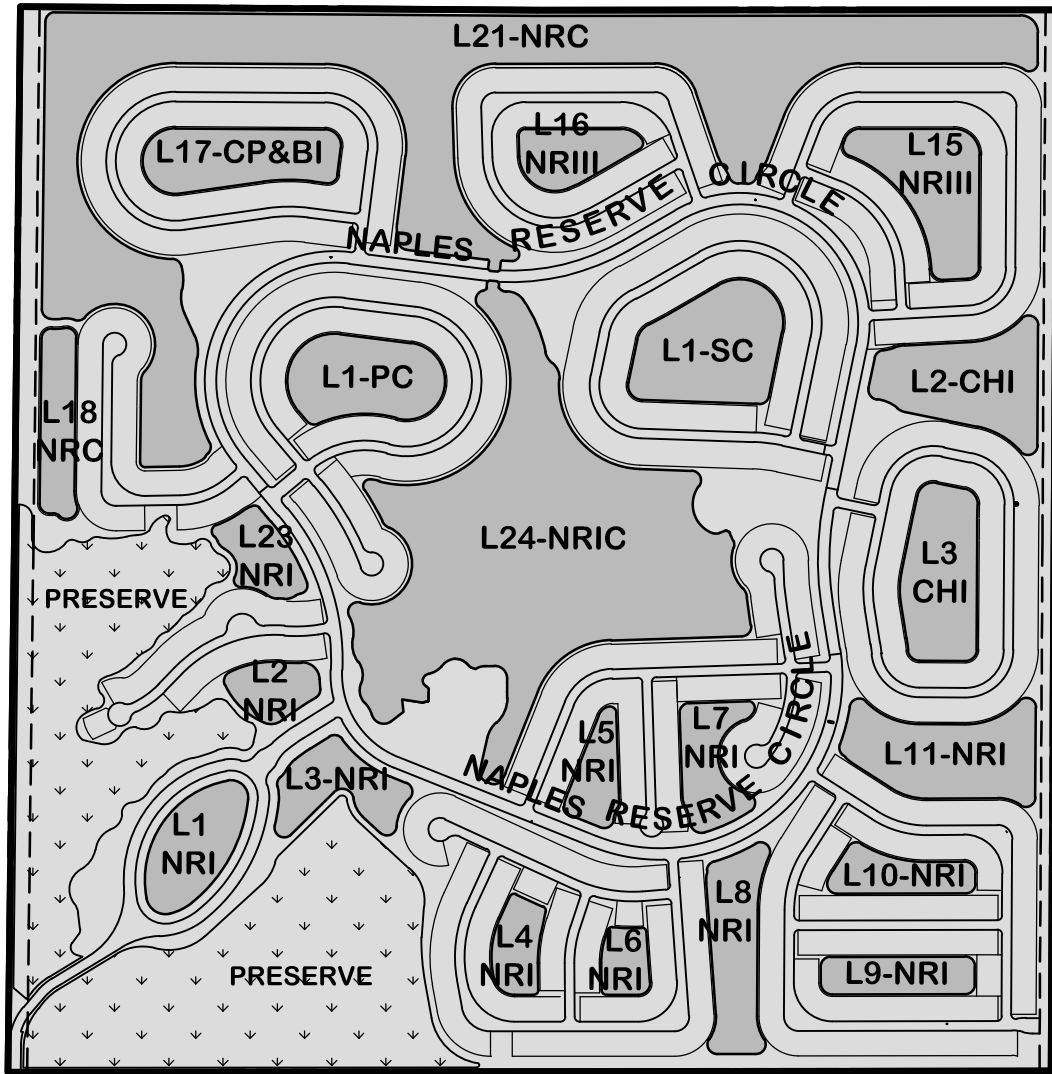 L21-NRC
L17-CP&BI
L16
NRIII
L15
NRIII
NAPLES RESERVE CIRCLE
L1-PC
L1-SC
L2-CHI
L18
NRC
L23
NRI
L24-NRIC
L3
CHI
PRESERVE
L2
NRI
L5
NRI
L7
NRI
L11-NRI
L3-NRI
NAPLES RESERVE CIRCLE
L1
NRI
L10-NRI
L8
NRI
L4
NRI
L6
NRI
L9-NRI
PRESERVE